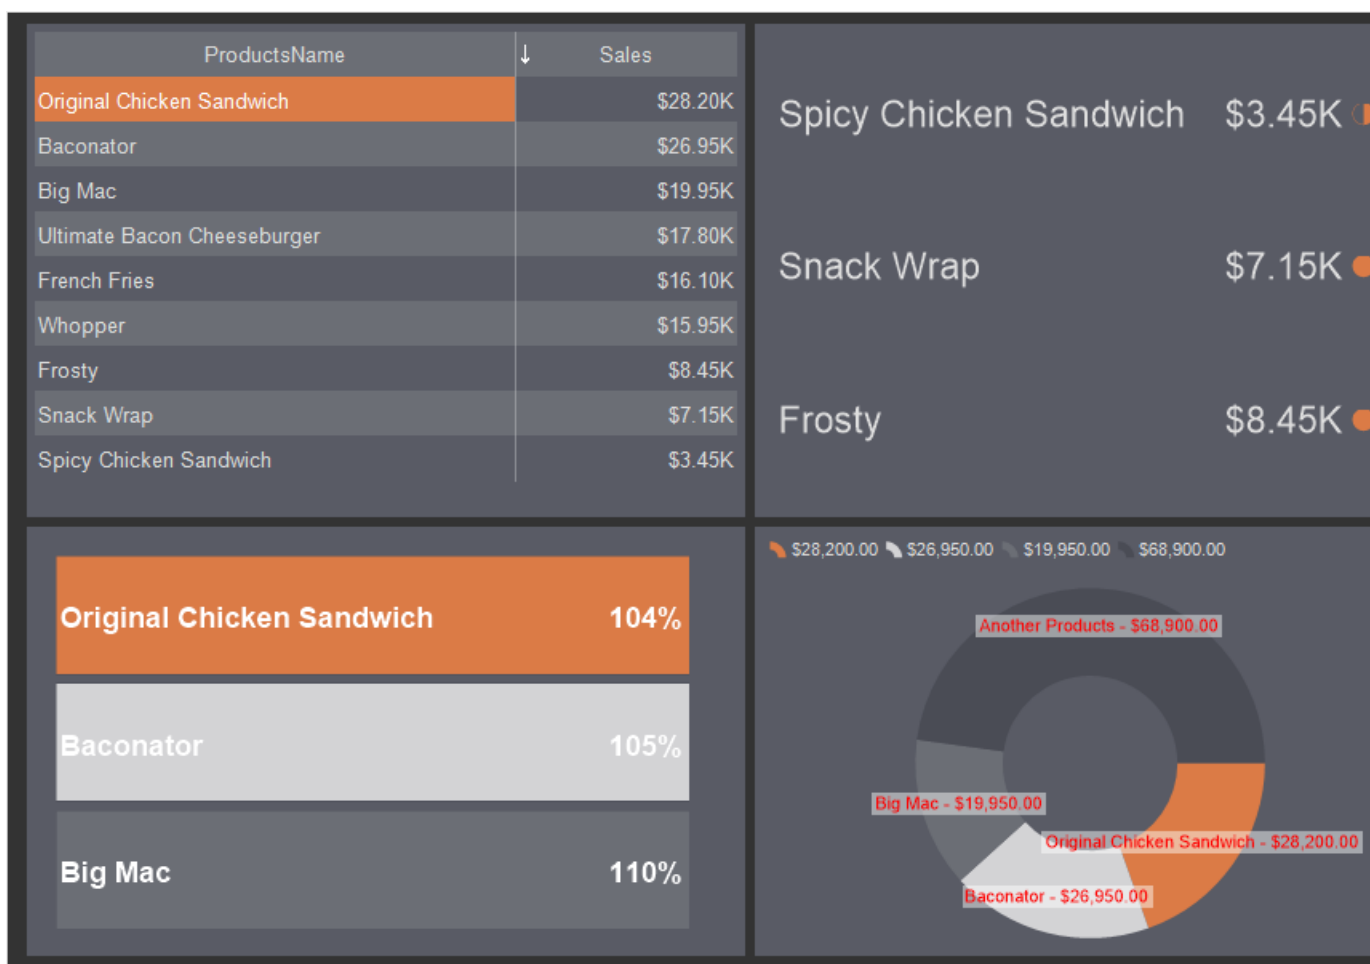 ProductsName ↓ Sales
Original Chicken Sandwich $28.20K
Baconator $26.95K
Big Mac $19.95K
Ultimate Bacon Cheeseburger $17.80K
French Fries $16.10K
Whopper $15.95K
Frosty $8.45K
Snack Wrap $7.15K
Spicy Chicken Sandwich $3.45K
Spicy Chicken Sandwich $3.45K
Snack Wrap $7.15K
Frosty $8.45K
Original Chicken Sandwich 104%
Baconator 105%
Big Mac 110%
$28,200.00 $26,950.00 $19,950.00 $68,900.00
Another Products - $68,900.00
Big Mac - $19,950.00
Original Chicken Sandwich - $28,200.00
Baconator - $26,950.00